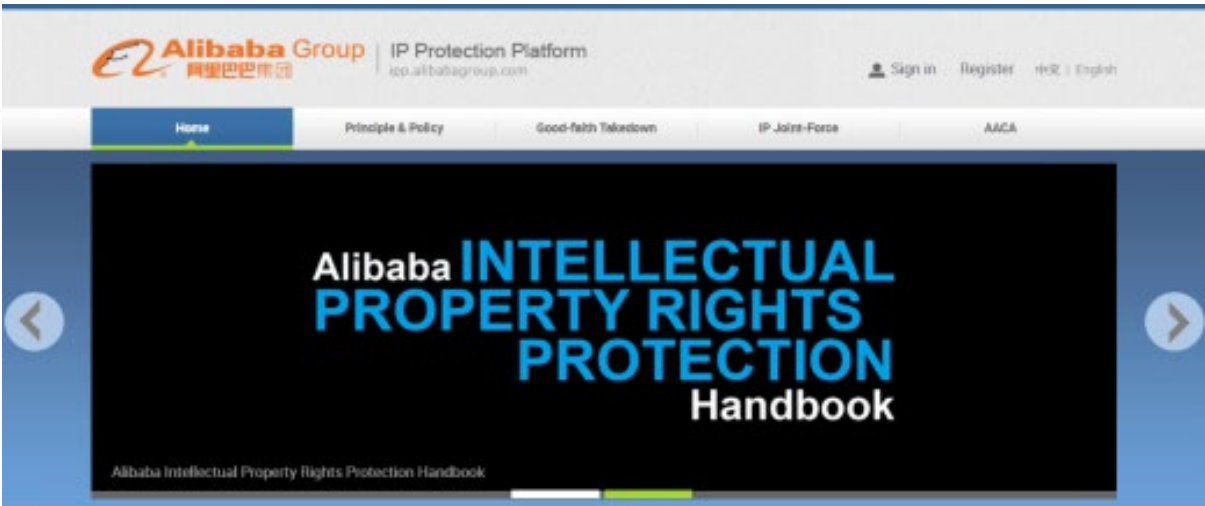 Alibaba Group
阿里巴巴集团
IP Protection Platform
ipp.alibabagroup.com
Sign in Register 中文 | English
Home Principle & Policy Good-faith Takedown IP Joint-Force AACA
Alibaba INTELLECTUAL
PROPERTY RIGHTS
PROTECTION
Handbook
Alibaba Intellectual Property Rights Protection Handbook